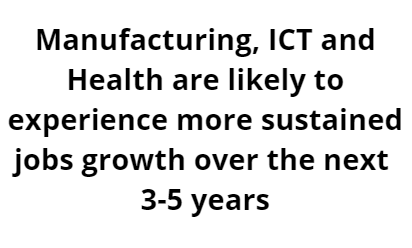 Manufacturing, ICT and
Health are likely to
experience more sustained
jobs growth over the next
3-5 years